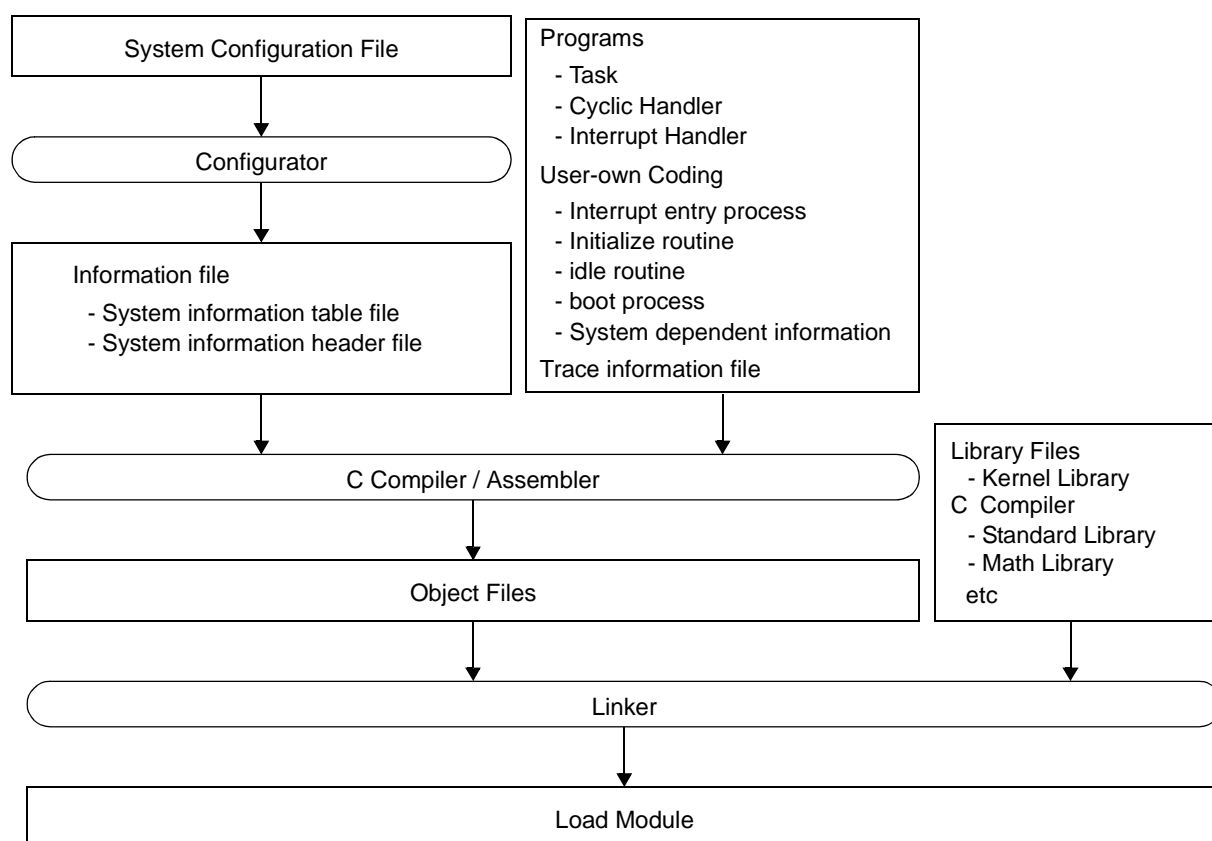 System Configuration File
Configurator
Information file
- System information table file
- System information header file
Programs
- Task
- Cyclic Handler
- Interrupt Handler
User-own Coding
- Interrupt entry process
- Initialize routine
- idle routine
- boot process
- System dependent information
Trace information file
C Compiler / Assembler
Object Files
Library Files
- Kernel Library
C Compiler
- Standard Library
- Math Library
etc
Linker
Load Module